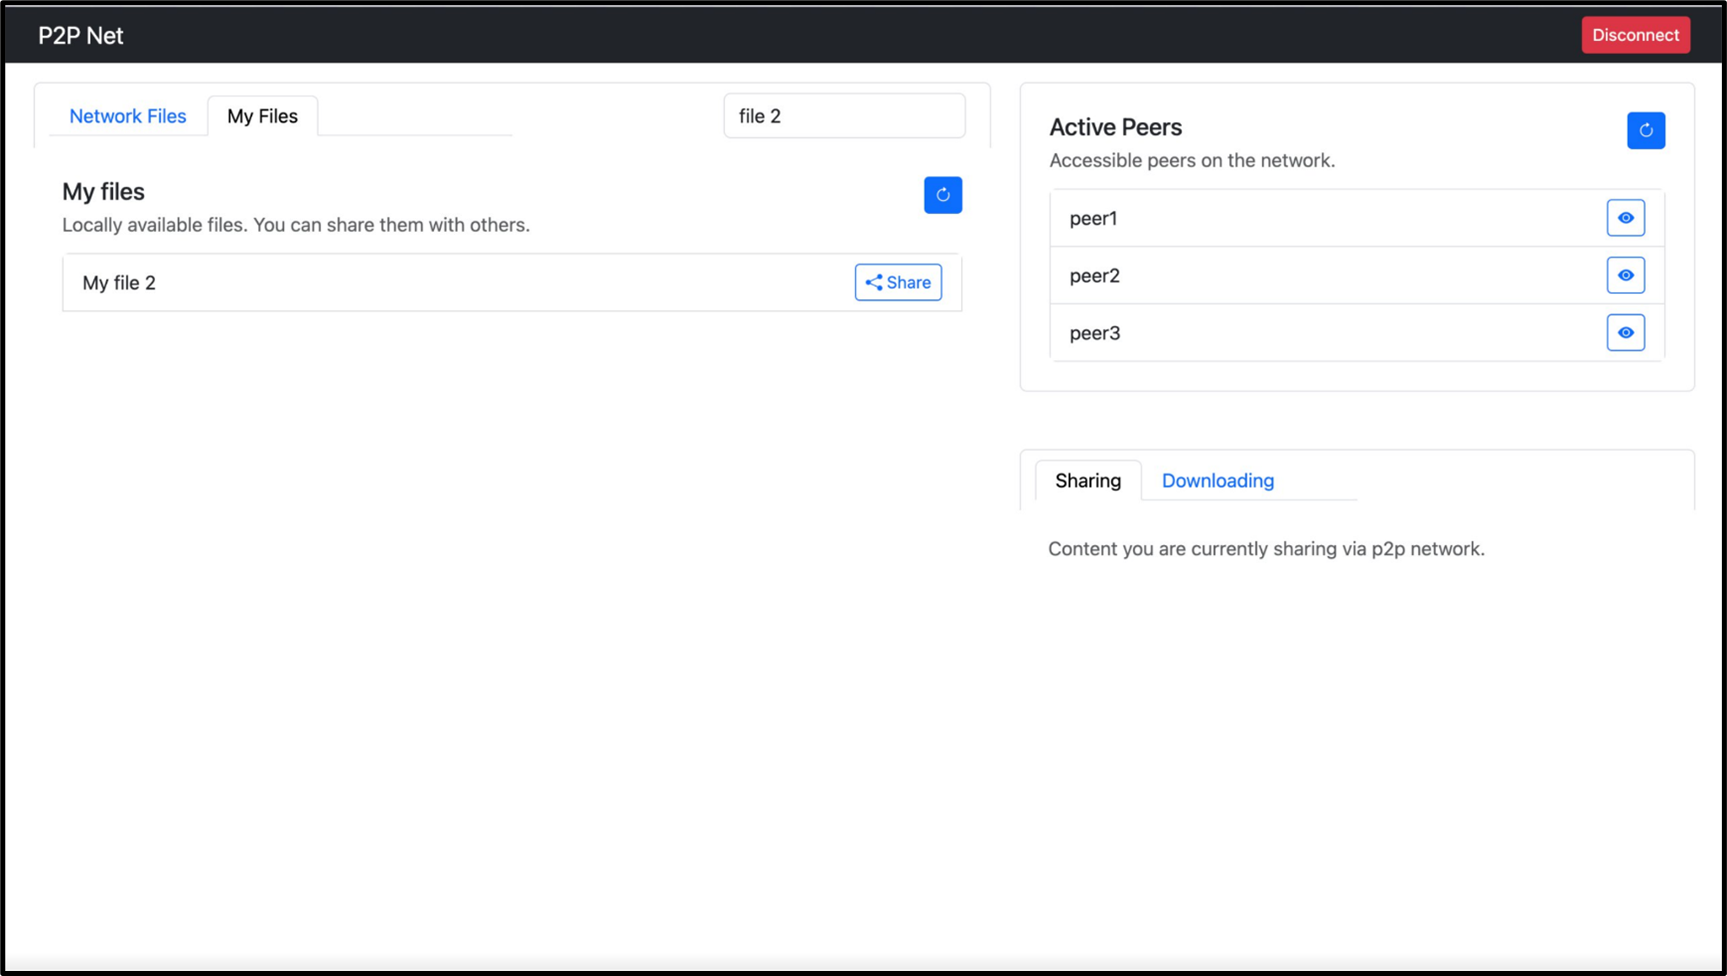 P2P Net
Disconnect
Network Files
My Files
file 2
My files
Locally available files. You can share them with others.
My file 2
Share
Active Peers
Accessible peers on the network.
peer1
peer2
peer3
Sharing
Downloading
Content you are currently sharing via p2p network.